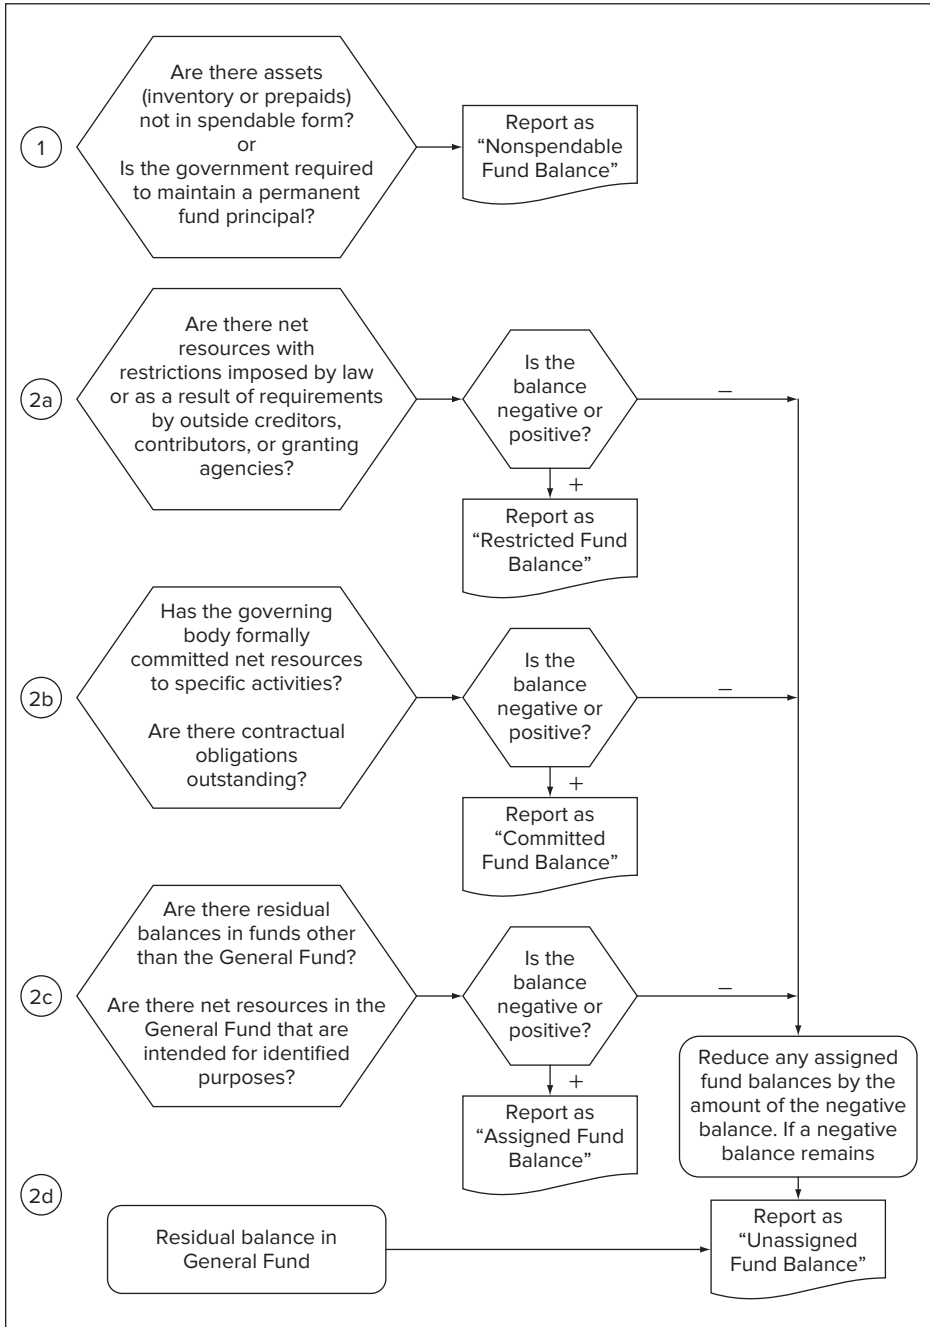 1
Are there assets
(inventory or prepaids)
not in spendable form?
or
Is the government required
to maintain a permanent
fund principal?
Report as
“Nonspendable
Fund Balance”
2a
Are there net
resources with
restrictions imposed by law
or as a result of requirements
by outside creditors,
contributors, or granting
agencies?
Is the
balance
negative or
positive?
–
+
Report as
“Restricted Fund
Balance”
2b
Has the governing
body formally
committed net resources
to specific activities?
Are there contractual
obligations
outstanding?
Is the
balance
negative or
positive?
–
+
Report as
“Committed
Fund Balance”
2c
Are there residual
balances in funds other
than the General Fund?
Are there net resources in the
General Fund that are
intended for identified
purposes?
Is the
balance
negative or
positive?
–
+
Report as
“Assigned Fund
Balance”
Reduce any assigned
fund balances by the
amount of the negative
balance. If a negative
balance remains
2d
Residual balance in
General Fund
Report as
“Unassigned
Fund Balance”